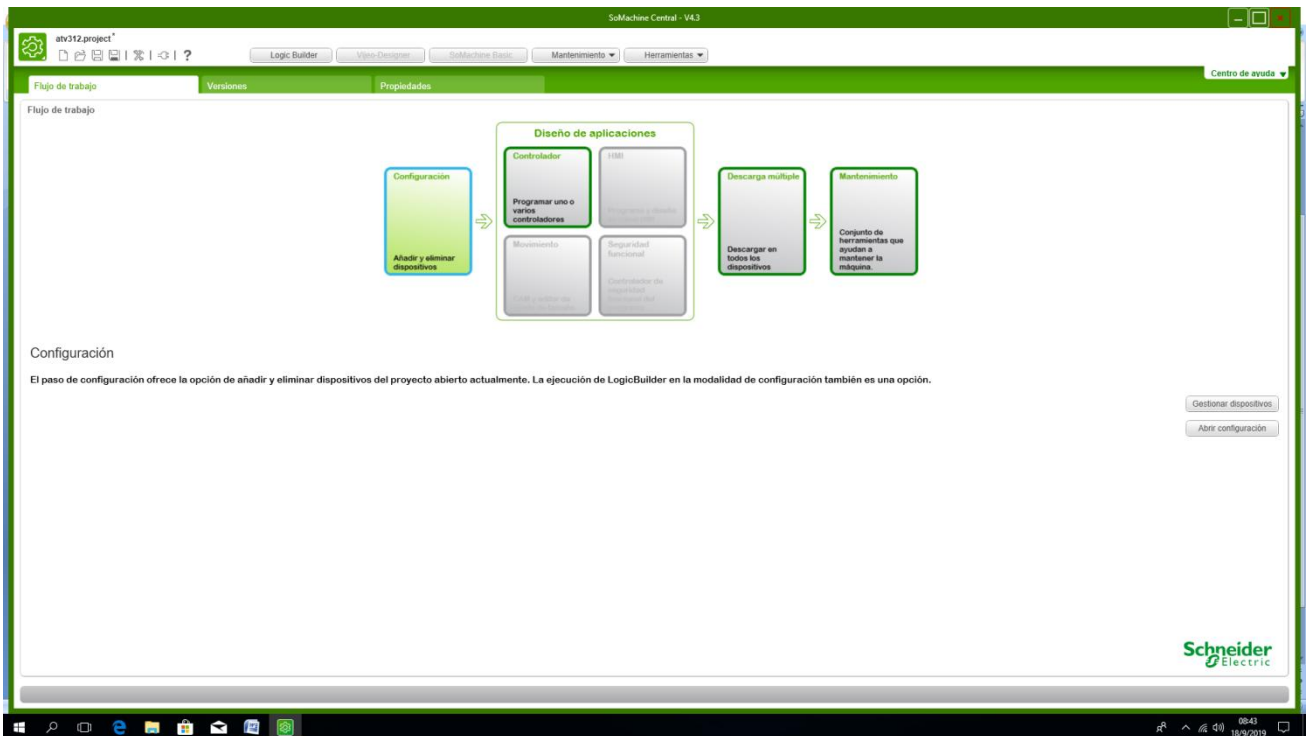 SoMachine Central - V4.3
atv312.project*
Logic Builder
Vijeo-Designer
SoMachine Basic
Mantenimiento
Herramientas
Centro de ayuda
Flujo de trabajo
Versiones
Propiedades
Flujo de trabajo
Diseño de aplicaciones
Configuración
Añadir y eliminar
dispositivos
Controlador
Programar uno o
varios
controladores
HMI
Movimiento
Seguridad
funcional
Controlador de
seguridad
Descarga múltiple
Descargar en
todos los
dispositivos
Mantenimiento
Conjunto de
herramientas que
ayudan a
mantener la
máquina.
Configuración
El paso de configuración ofrece la opción de añadir y eliminar dispositivos del proyecto abierto actualmente. La ejecución de LogicBuilder en la modalidad de configuración también es una opción.
Gestionar dispositivos
Abrir configuración
Schneider
Electric
08:43
18/9/2019